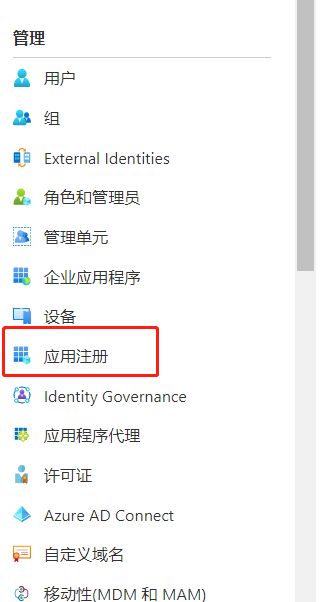 管理
用户
组
External Identities
角色和管理员
管理单元
企业应用程序
设备
应用注册
Identity Governance
应用程序代理
许可证
Azure AD Connect
自定义域名
移动性(MDM 和 MAM)